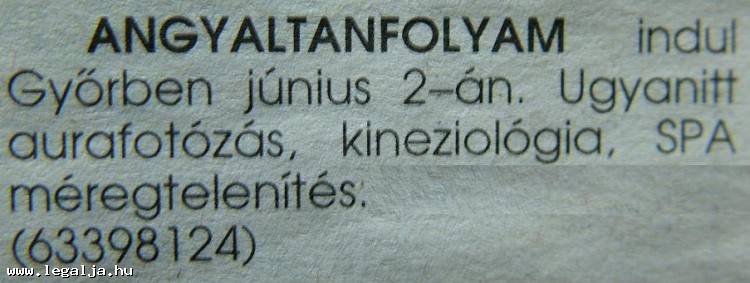 ANGYALTANFOLYAM indul
Győrben június 2–án. Ugyanitt
aurafotózás, kineziológia, SPA
méregtelenítés.
(63398124)
www.legalja.hu